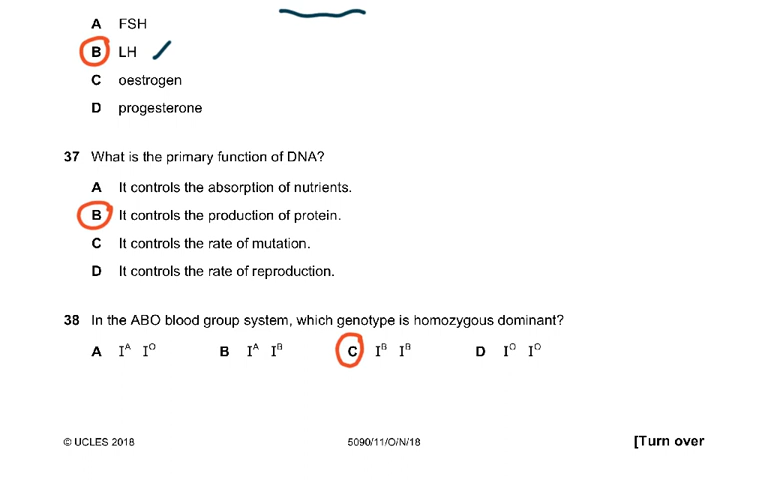 A FSH
B LH
C oestrogen
D progesterone
37 What is the primary function of DNA?
A It controls the absorption of nutrients.
B It controls the production of protein.
C It controls the rate of mutation.
D It controls the rate of reproduction.
38 In the ABO blood group system, which genotype is homozygous dominant?
A Iᴬ Iᴼ B Iᴬ Iᴮ C Iᴮ Iᴮ D Iᴼ Iᴼ
© UCLES 2018 5090/11/O/N/18 [Turn over